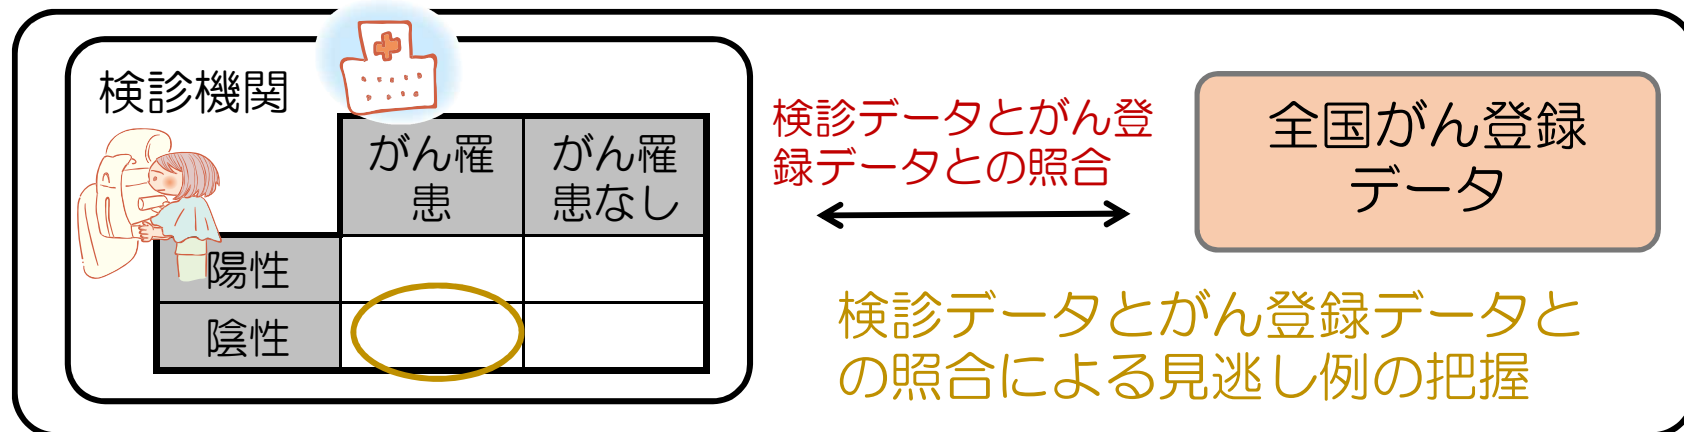 検診機関
がん罹
患
がん罹
患なし
陽性
陰性
検診データとがん登
録データとの照合
全国がん登録
データ
検診データとがん登録データと
の照合による見逃し例の把握